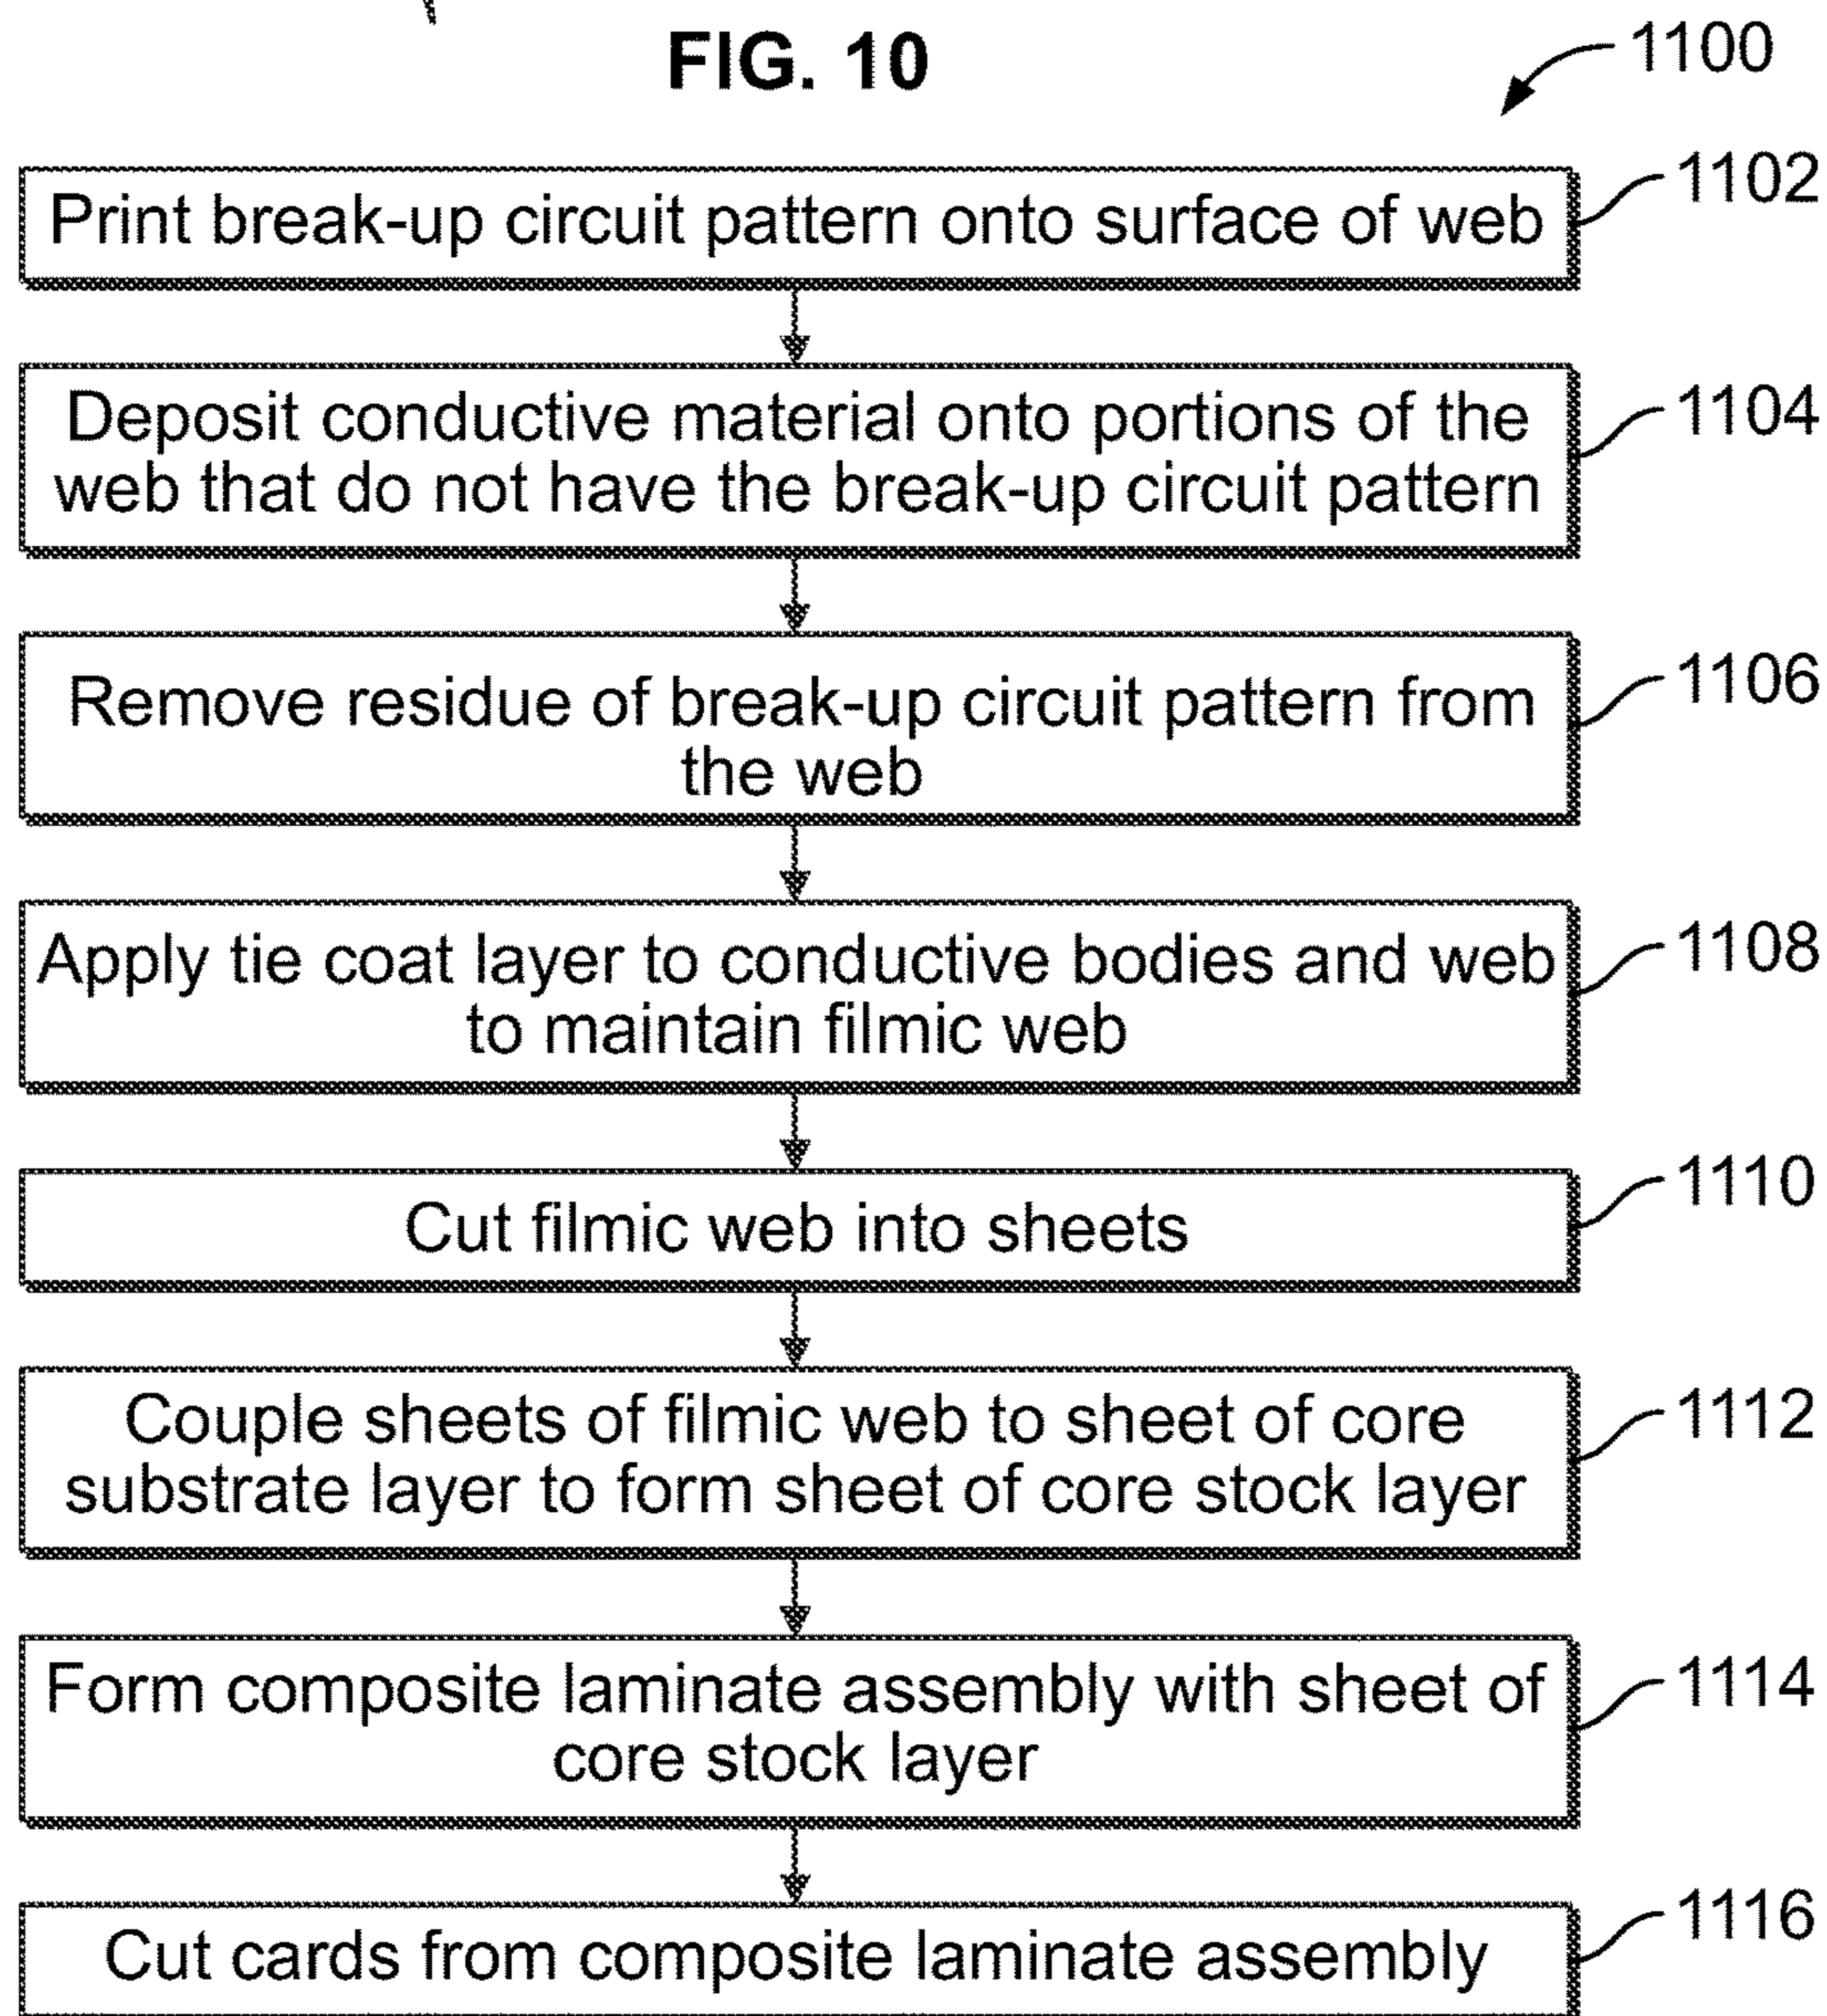 FIG. 10
1100
Print break-up circuit pattern onto surface of web
1102
Deposit conductive material onto portions of the
web that do not have the break-up circuit pattern
1104
Remove residue of break-up circuit pattern from
the web
1106
Apply tie coat layer to conductive bodies and web
to maintain filmic web
1108
Cut filmic web into sheets
1110
Couple sheets of filmic web to sheet of core
substrate layer to form sheet of core stock layer
1112
Form composite laminate assembly with sheet of
core stock layer
1114
Cut cards from composite laminate assembly
1116